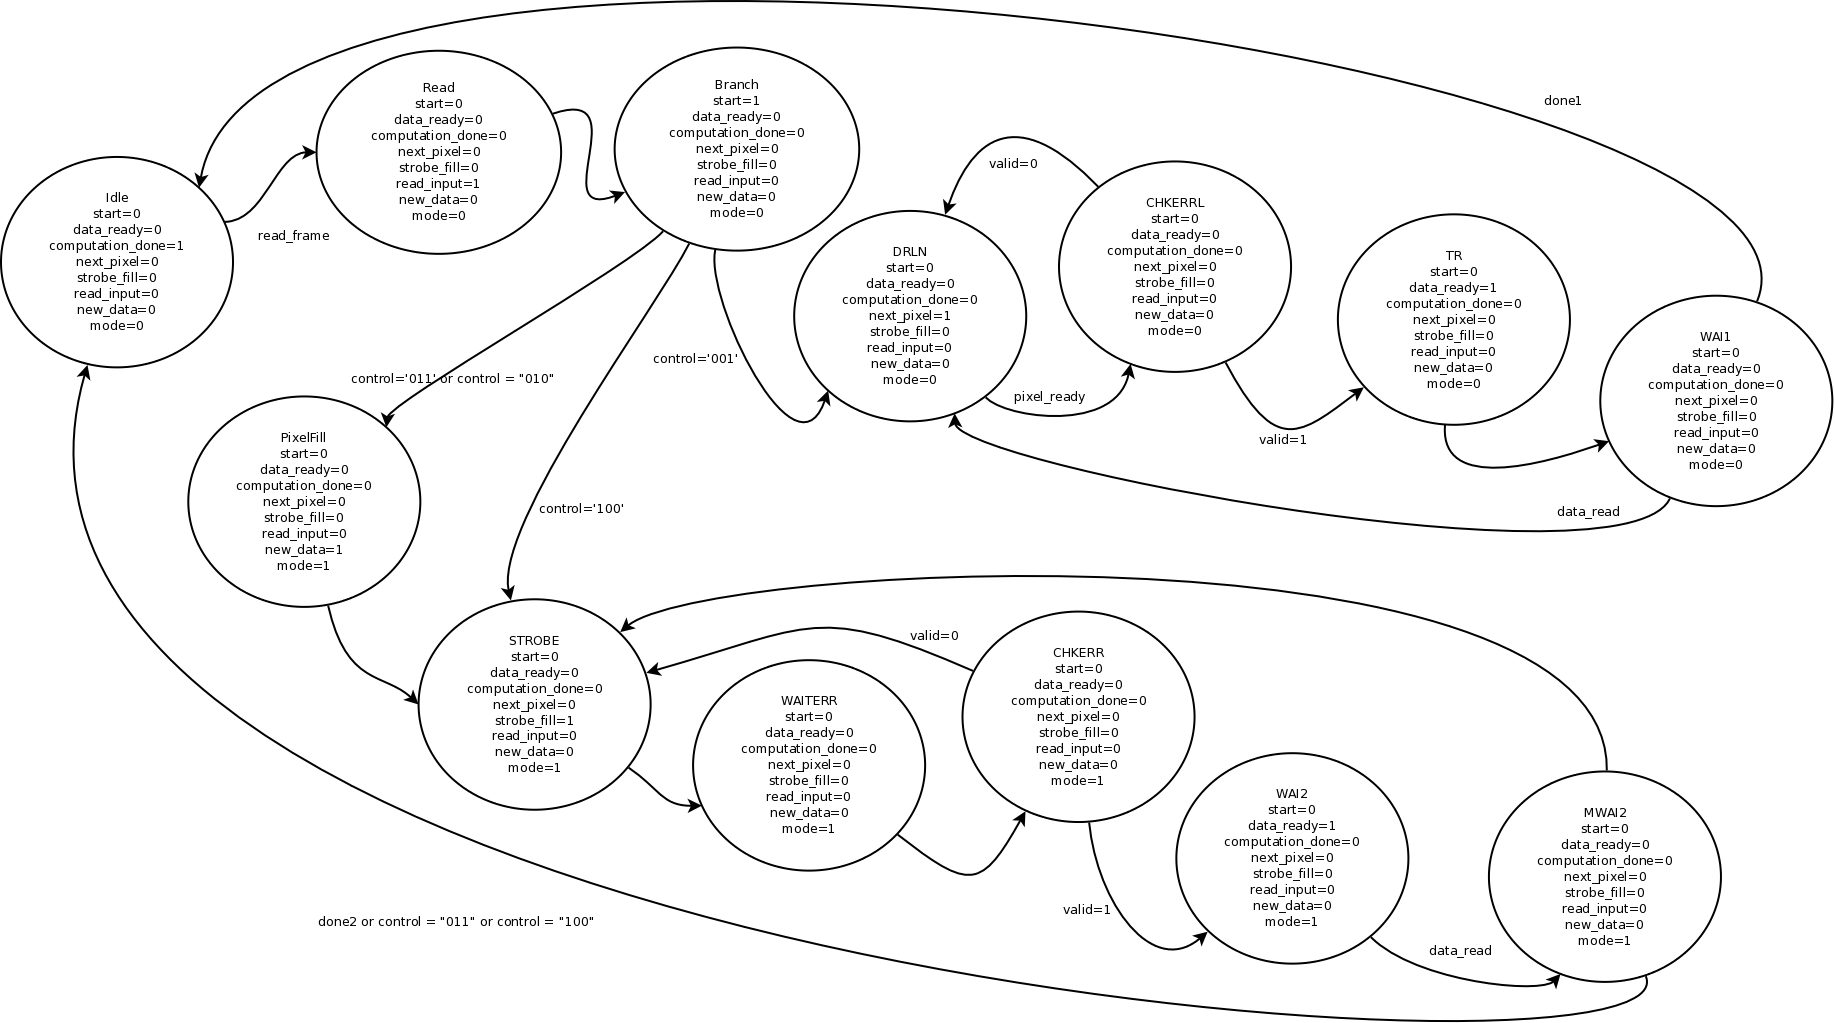 done1
Read
start=0
data_ready=0
computation_done=0
next_pixel=0
strobe_fill=0
read_input=1
new_data=0
mode=0
Branch
start=1
data_ready=0
computation_done=0
next_pixel=0
strobe_fill=0
read_input=0
new_data=0
mode=0
Idle
start=0
data_ready=0
computation_done=1
next_pixel=0
strobe_fill=0
read_input=0
new_data=0
mode=0
read_frame
valid=0
CHKERRL
start=0
data_ready=0
computation_done=0
next_pixel=0
strobe_fill=0
read_input=0
new_data=0
mode=0
DRLN
start=0
data_ready=0
computation_done=0
next_pixel=1
strobe_fill=0
read_input=0
new_data=0
mode=0
TR
start=0
data_ready=1
computation_done=0
next_pixel=0
strobe_fill=0
read_input=0
new_data=0
mode=0
WAI1
start=0
data_ready=0
computation_done=0
next_pixel=0
strobe_fill=0
read_input=0
new_data=0
mode=0
control='001'
control='011' or control = "010"
pixel_ready
valid=1
data_read
control='100'
PixelFill
start=0
data_ready=0
computation_done=0
next_pixel=0
strobe_fill=0
read_input=0
new_data=1
mode=1
STROBE
start=0
data_ready=0
computation_done=0
next_pixel=0
strobe_fill=1
read_input=0
new_data=0
mode=1
valid=0
WAITERR
start=0
data_ready=0
computation_done=0
next_pixel=0
strobe_fill=0
read_input=0
new_data=0
mode=1
CHKERR
start=0
data_ready=0
computation_done=0
next_pixel=0
strobe_fill=0
read_input=0
new_data=0
mode=1
WAI2
start=0
data_ready=1
computation_done=0
next_pixel=0
strobe_fill=0
read_input=0
new_data=0
mode=1
MWAI2
start=0
data_ready=0
computation_done=0
next_pixel=0
strobe_fill=0
read_input=0
new_data=0
mode=1
valid=1
data_read
done2 or control = "011" or control = "100"